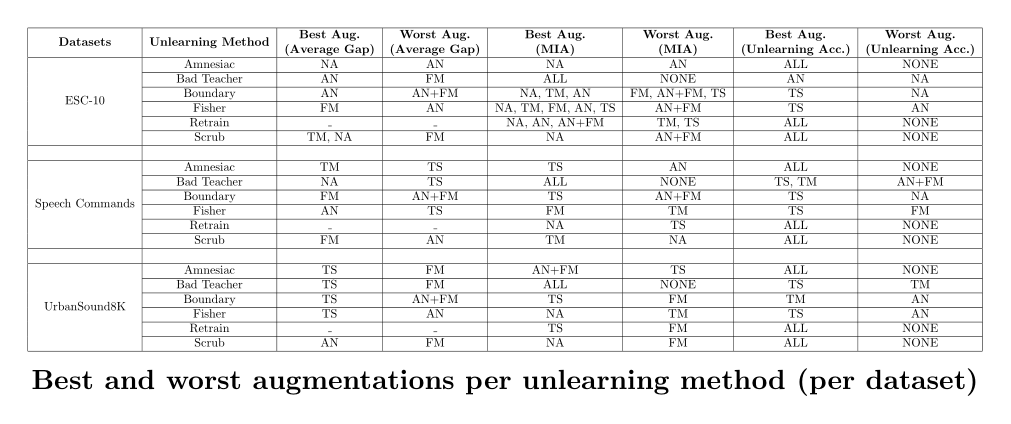 Datasets | Unlearning Method | Best Aug. (Average Gap) | Worst Aug. (Average Gap) | Best Aug. (MIA) | Worst Aug. (MIA) | Best Aug. (Unlearning Acc.) | Worst Aug. (Unlearning Acc.)
ESC-10 | Amnesiac | NA | AN | NA | AN | ALL | NONE
Bad Teacher | AN | FM | ALL | NONE | AN | NA
Boundary | AN | AN+FM | NA, TM, AN | FM, AN+FM, TS | TS | NA
Fisher | FM | AN | NA, TM, FM, AN, TS | AN+FM | TS | AN
Retrain | - | - | NA, AN, AN+FM | TM, TS | ALL | NONE
Scrub | TM, NA | FM | NA | AN+FM | ALL | NONE
Speech Commands | Amnesiac | TM | TS | TS | AN | ALL | NONE
Bad Teacher | NA | TS | ALL | NONE | TS, TM | AN+FM
Boundary | FM | AN+FM | TS | AN+FM | TS | NA
Fisher | AN | TS | FM | TM | TS | FM
Retrain | - | - | NA | TS | ALL | NONE
Scrub | FM | AN | TM | NA | ALL | NONE
UrbanSound8K | Amnesiac | TS | FM | AN+FM | TS | ALL | NONE
Bad Teacher | TS | FM | ALL | NONE | TS | TM
Boundary | TS | AN+FM | TS | FM | TM | AN
Fisher | TS | AN | NA | TM | TS | AN
Retrain | - | - | TS | FM | ALL | NONE
Scrub | AN | FM | NA | FM | ALL | NONE
Best and worst augmentations per unlearning method (per dataset)